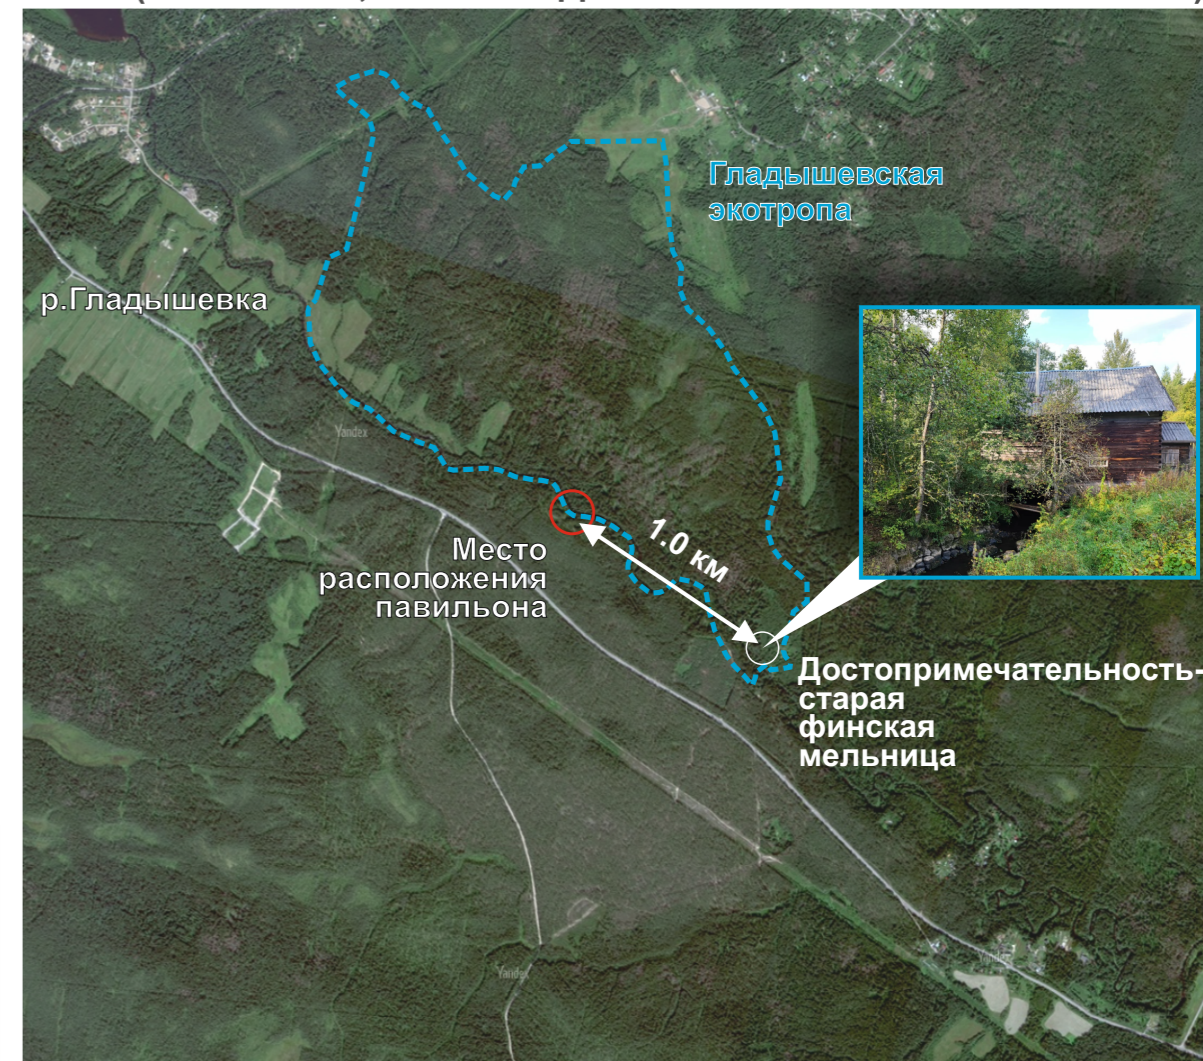 Гладышевская
экотропа
р.Гладышевка
Yandex
1.0 км
Место
расположения
павильона
Достопримечательность-
старая
финская
мельница
Yandex
Yandex